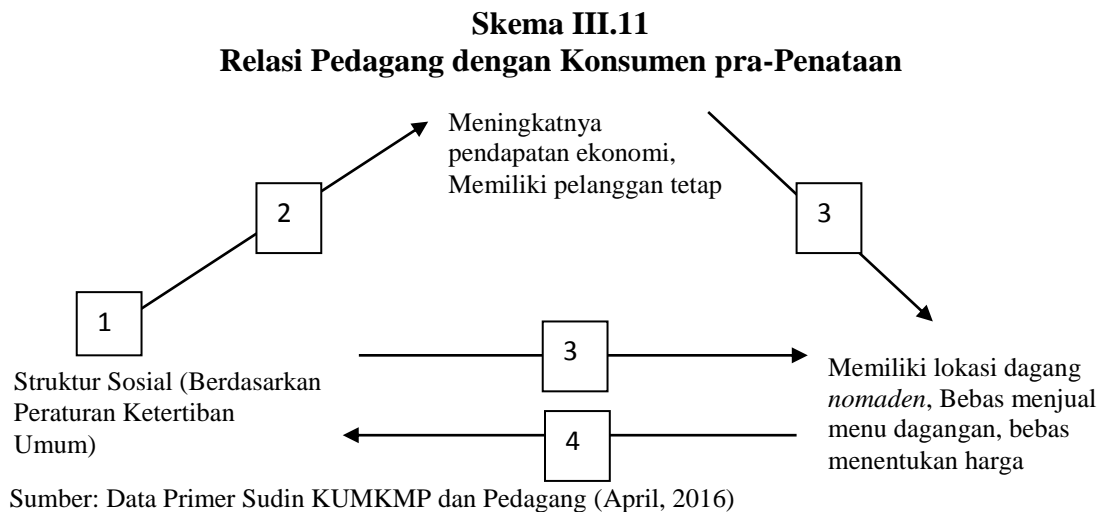 Skema III.11
Relasi Pedagang dengan Konsumen pra-Penataan
Meningkatnya
pendapatan ekonomi,
Memiliki pelanggan tetap
2
3
1
3
Struktur Sosial (Berdasarkan
Peraturan Ketertiban
Umum)
Memiliki lokasi dagang
nomaden, Bebas menjual
menu dagangan, bebas
menentukan harga
4
Sumber: Data Primer Sudin KUMKMP dan Pedagang (April, 2016)